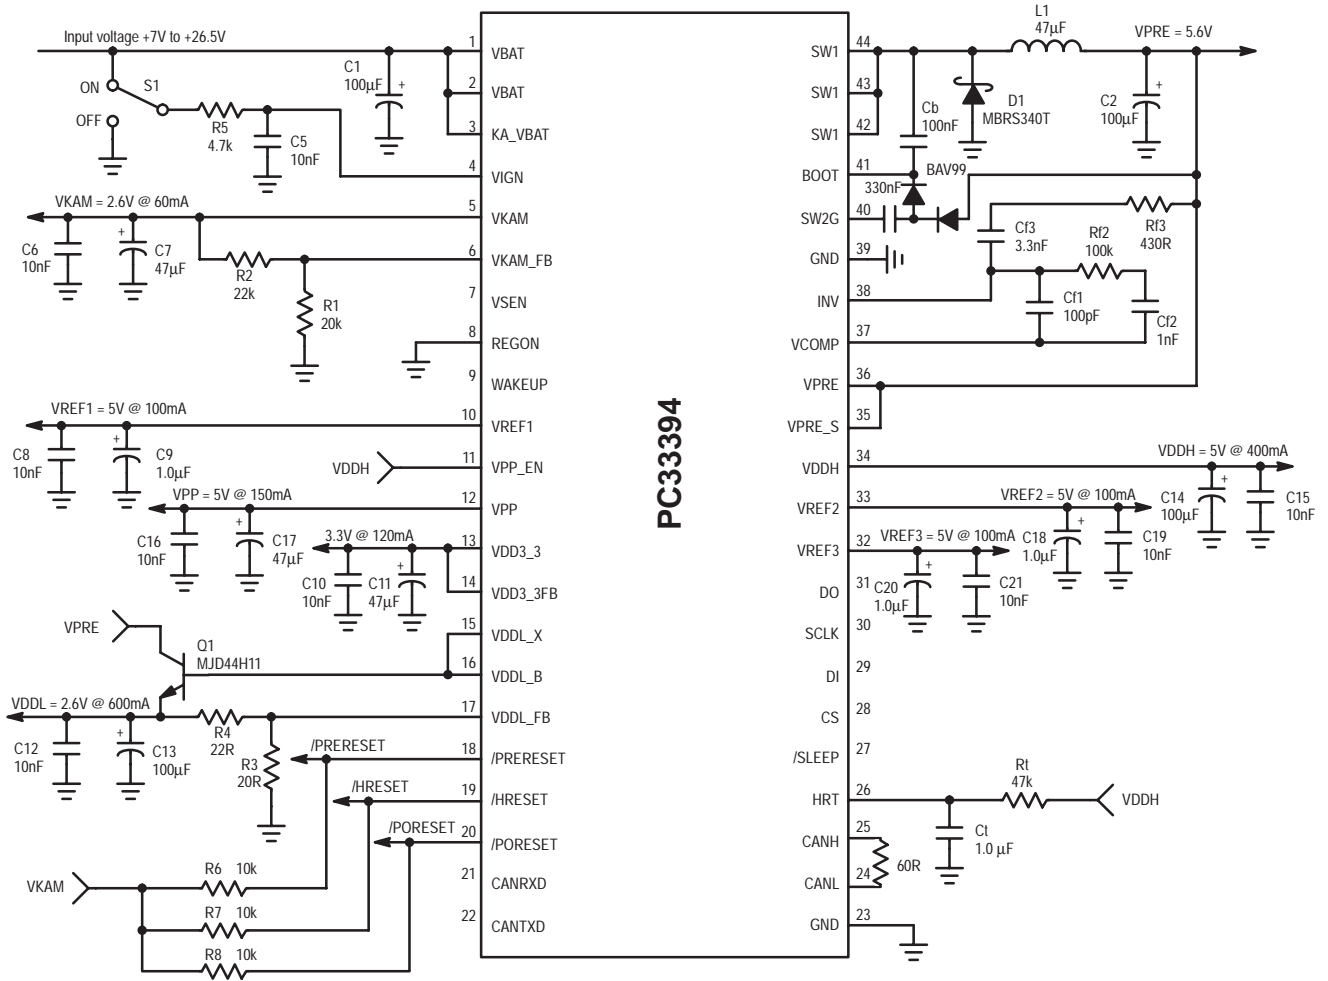 Input voltage +7V to +26.5V
ON
S1
OFF
R5
4.7k
C5
10nF
C1
100µF
+
VKAM = 2.6V @ 60mA
C6
10nF
+
C7
47µF
R2
22k
R1
20k
VREF1 = 5V @ 100mA
C8
10nF
+
C9
1.0µF
VDDH
VPP = 5V @ 150mA
C16
10nF
+
C17
47µF
3.3V @ 120mA
C10
10nF
+
C11
47µF
VPRE
Q1
MJD44H11
VDDL = 2.6V @ 600mA
C12
10nF
+
C13
100µF
R4
22R
R3
20R
/PRERESET
/HRESET
/PORESET
VKAM
R6 10k
R7 10k
R8 10k
1 VBAT
2 VBAT
3 KA_VBAT
4 VIGN
5 VKAM
6 VKAM_FB
7 VSEN
8 REGON
9 WAKEUP
10 VREF1
11 VPP_EN
12 VPP
13 VDD3_3
14 VDD3_3FB
15 VDDL_X
16 VDDL_B
17 VDDL_FB
18 /PRERESET
19 /HRESET
20 /PORESET
21 CANRXD
22 CANTXD
PC33394
SW1 44
SW1 43
SW1 42
BOOT 41
SW2G 40
GND 39
INV 38
VCOMP 37
VPRE 36
VPRE_S 35
VDDH 34
VREF2 33
VREF3 32
DO 31
SCLK 30
DI 29
CS 28
/SLEEP 27
HRT 26
CANH 25
CANL 24
GND 23
L1
47µF
VPRE = 5.6V
Cb
100nF
D1
MBRS340T
C2
100µF
+
BAV99
330nF
Cf3
3.3nF
Rf3
430R
Rf2
100k
Cf1
100pF
Cf2
1nF
VDDH = 5V @ 400mA
C14
100µF
+
C15
10nF
VREF2 = 5V @ 100mA
C18
1.0µF
+
C19
10nF
VREF3 = 5V @ 100mA
C20
1.0µF
+
C21
10nF
Rt
47k
VDDH
Ct
1.0 µF
60R